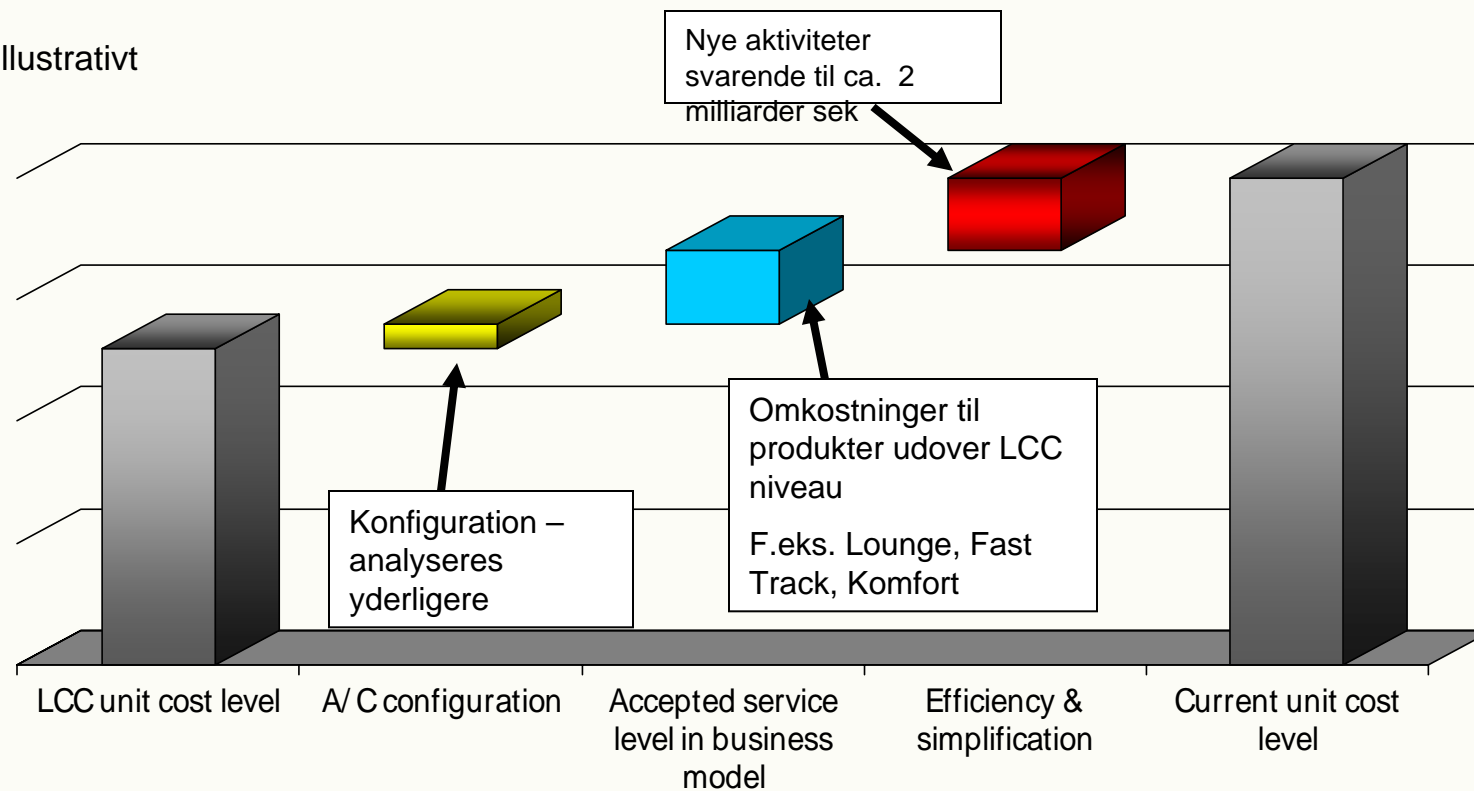 llustrativt
Nye aktiviteter
svarende til ca. 2
milliarder sek
Omkostninger til
produkter udover LCC
niveau
F.eks. Lounge, Fast
Track, Komfort
Konfiguration –
analyseres
yderligere
LCC unit cost level
A/ C configuration
Accepted service
level in business
model
Efficiency &
simplification
Current unit cost
level